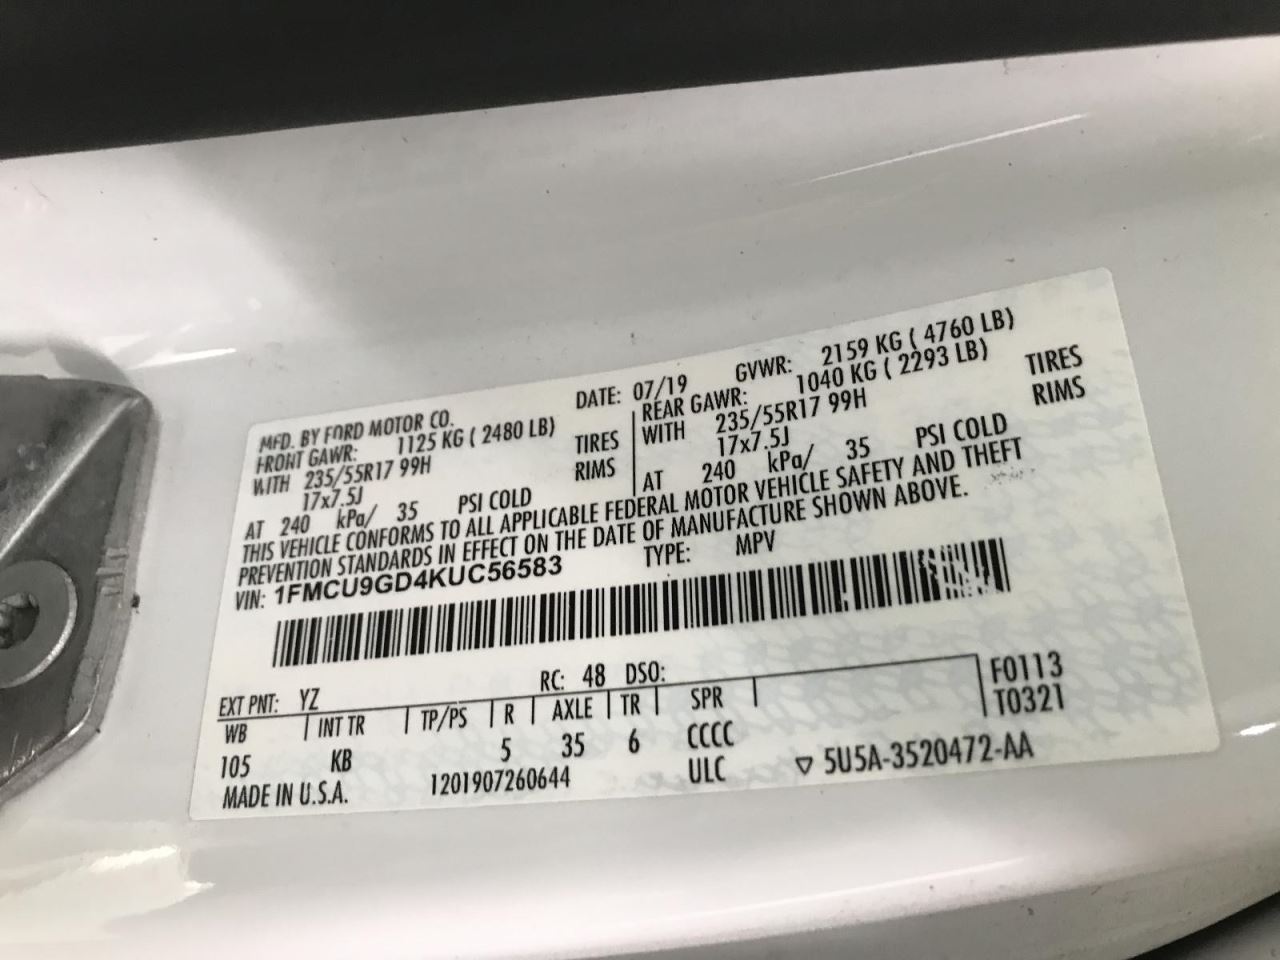 MFD. BY FORD MOTOR CO.
DATE: 07/19 GVWR: 2159 KG ( 4760 LB)
FRONT GAWR: 1125 KG ( 2480 LB) REAR GAWR: 1040 KG ( 2293 LB)
WITH 235/55R17 99H TIRES WITH 235/55R17 99H TIRES
17x7.5J RIMS 17x7.5J RIMS
AT 240 kPa/ 35 PSI COLD AT 240 kPa/ 35 PSI COLD
THIS VEHICLE CONFORMS TO ALL APPLICABLE FEDERAL MOTOR VEHICLE SAFETY AND THEFT
PREVENTION STANDARDS IN EFFECT ON THE DATE OF MANUFACTURE SHOWN ABOVE.
VIN: 1FMCU9GD4KUC56583 TYPE: MPV
EXT PNT: YZ RC: 48 DSO: F0113
WB INT TR TP/PS R AXLE TR SPR T0321
105 KB 5 35 6 CCCC
MADE IN U.S.A. 1201907260644 ULC ▽ 5U5A-3520472-AA